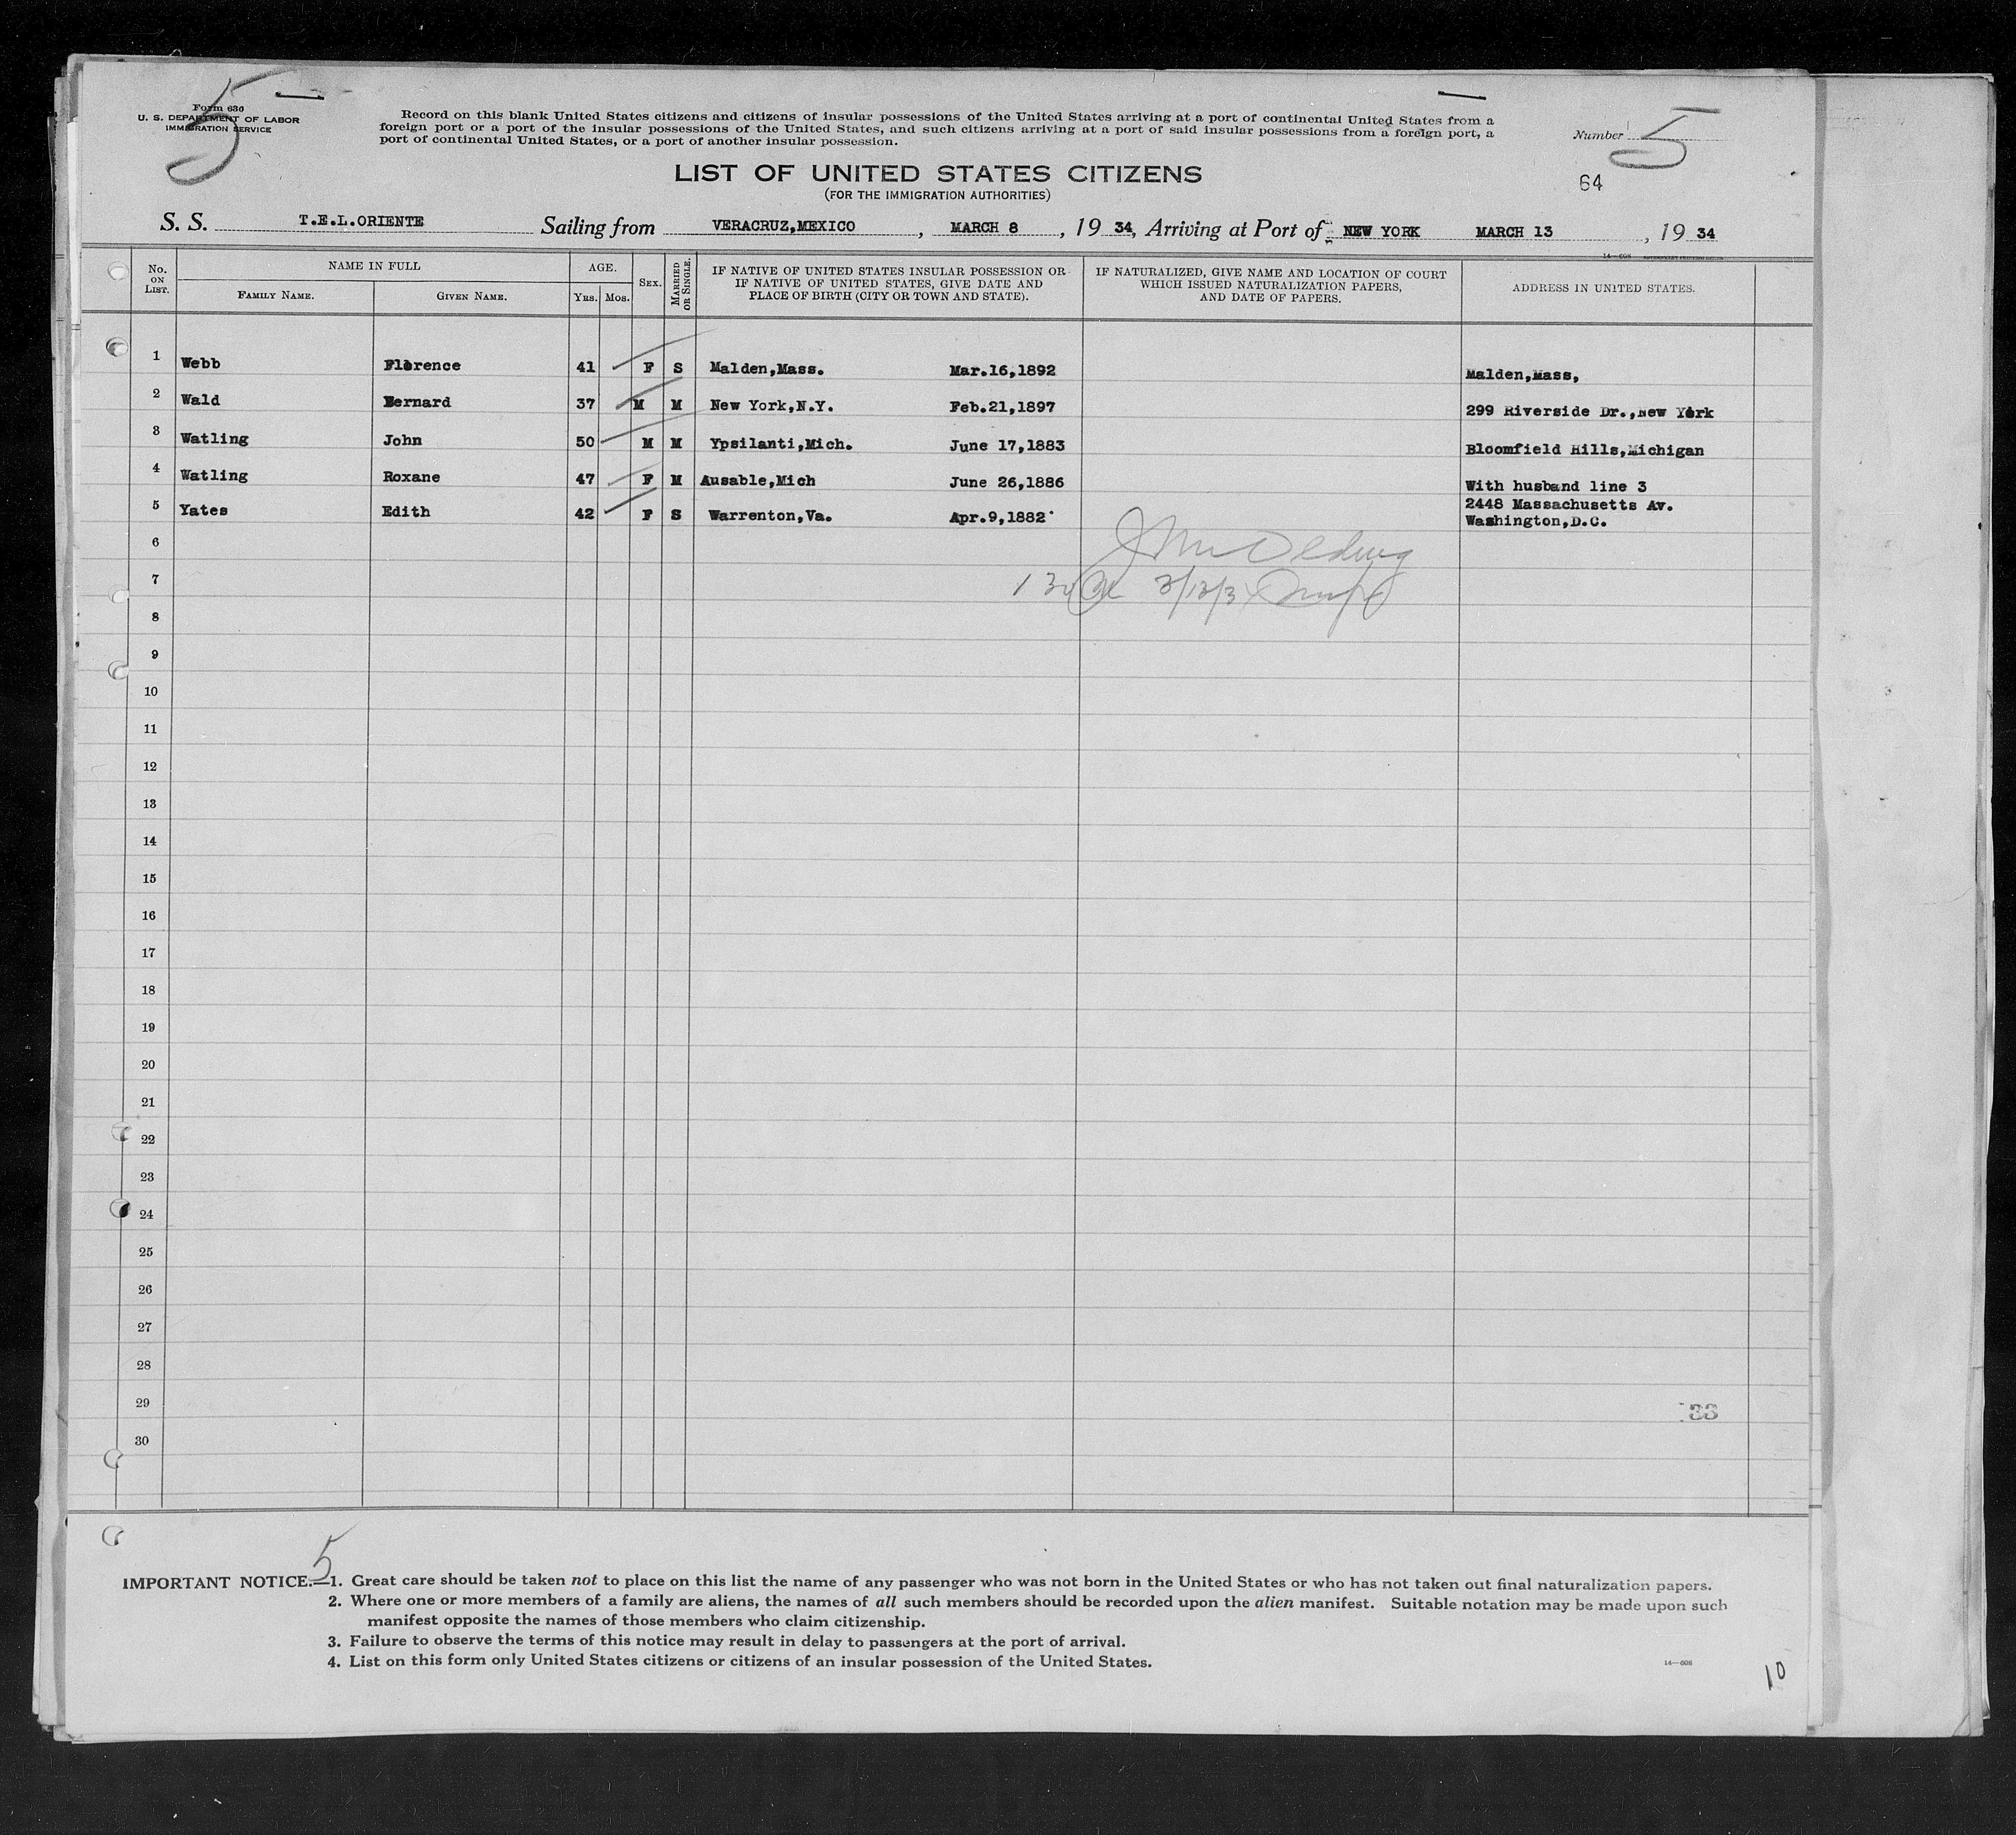 5
Form 630
U. S. DEPARTMENT OF LABOR
IMMIGRATION SERVICE
Record on this blank United States citizens and citizens of insular possessions of the United States arriving at a port of continental United States from a
foreign port or a port of the insular possessions of the United States, and such citizens arriving at a port of said insular possessions from a foreign port, a
port of continental United States, or a port of another insular possession.
Number 5
LIST OF UNITED STATES CITIZENS
(FOR THE IMMIGRATION AUTHORITIES)
64
S. S. T.E.L.ORIENTE Sailing from VERACRUZ,MEXICO, MARCH 8, 19 34, Arriving at Port of NEW YORK MARCH 13, 19 34
14—608
No. ON LIST. NAME IN FULL FAMILY NAME. GIVEN NAME. AGE. YRS. MOS. SEX. MARRIED OR SINGLE. IF NATIVE OF UNITED STATES INSULAR POSSESSION OR IF NATIVE OF UNITED STATES, GIVE DATE AND PLACE OF BIRTH (CITY OR TOWN AND STATE). IF NATURALIZED, GIVE NAME AND LOCATION OF COURT WHICH ISSUED NATURALIZATION PAPERS, AND DATE OF PAPERS. ADDRESS IN UNITED STATES.
1 Webb Florence 41 F S Malden,Mass. Mar.16,1892 Malden,Mass,
2 Wald Bernard 37 M M New York,N.Y. Feb.21,1897 299 Riverside Dr.,New York
3 Watling John 50 M M Ypsilanti,Mich. June 17,1883 Bloomfield Hills,Michigan
4 Watling Roxane 47 F M Ausable,Mich June 26,1886 With husband line 3
5 Yates Edith 42 F S Warrenton,Va. Apr.9,1882 2448 Massachusetts Av.
Washington,D.C.
6
7
8
9
10
11
12
13
14
15
16
17
18
19
20
21
22
23
24
25
26
27
28
29
33
30
5
IMPORTANT NOTICE.—1. Great care should be taken not to place on this list the name of any passenger who was not born in the United States or who has not taken out final naturalization papers.
2. Where one or more members of a family are aliens, the names of all such members should be recorded upon the alien manifest. Suitable notation may be made upon such
manifest opposite the names of those members who claim citizenship.
3. Failure to observe the terms of this notice may result in delay to passengers at the port of arrival.
4. List on this form only United States citizens or citizens of an insular possession of the United States.
14—608
10